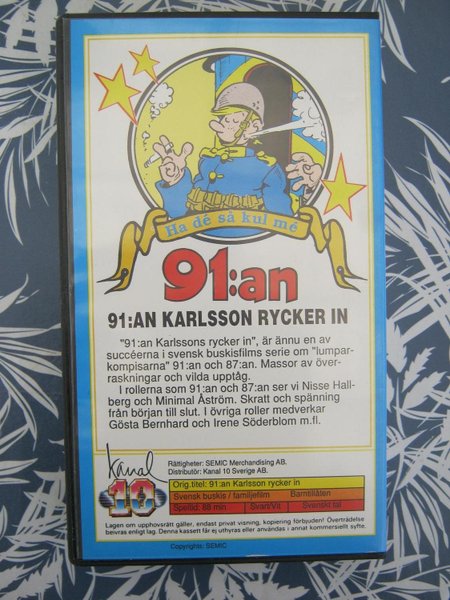 Ha dé så kul mé
91:an
91:AN KARLSSON RYCKER IN
"91:an Karlssons rycker in", är ännu en av
succéerna i svensk buskisfilms serie om "lumpar-
kompisarna" 91:an och 87:an. Massor av över-
raskningar och vilda upptåg.
I rollerna som 91:an och 87:an ser vi Nisse Hall-
berg och Minimal Åström. Skratt och spänning
från början till slut. I övriga roller medverkar
Gösta Bernhard och Irene Söderblom m.fl.
Kanal
10
Rättigheter: SEMIC Merchandising AB.
Distributör: Kanal 10 Sverige AB.
Orig.titel: 91:an Karlsson rycker in
Svensk buskis / familjefilm Barntillåten
Speltid: 88 min Svart/Vit Svenskt tal
Lagen om upphovsrätt gäller, endast privat visning, kopiering förbjuden! Överträdelse
beivras enligt lag. Denna kassett får ej uthyras eller användas i annat kommersiellt syfte.
Copyrights: SEMIC